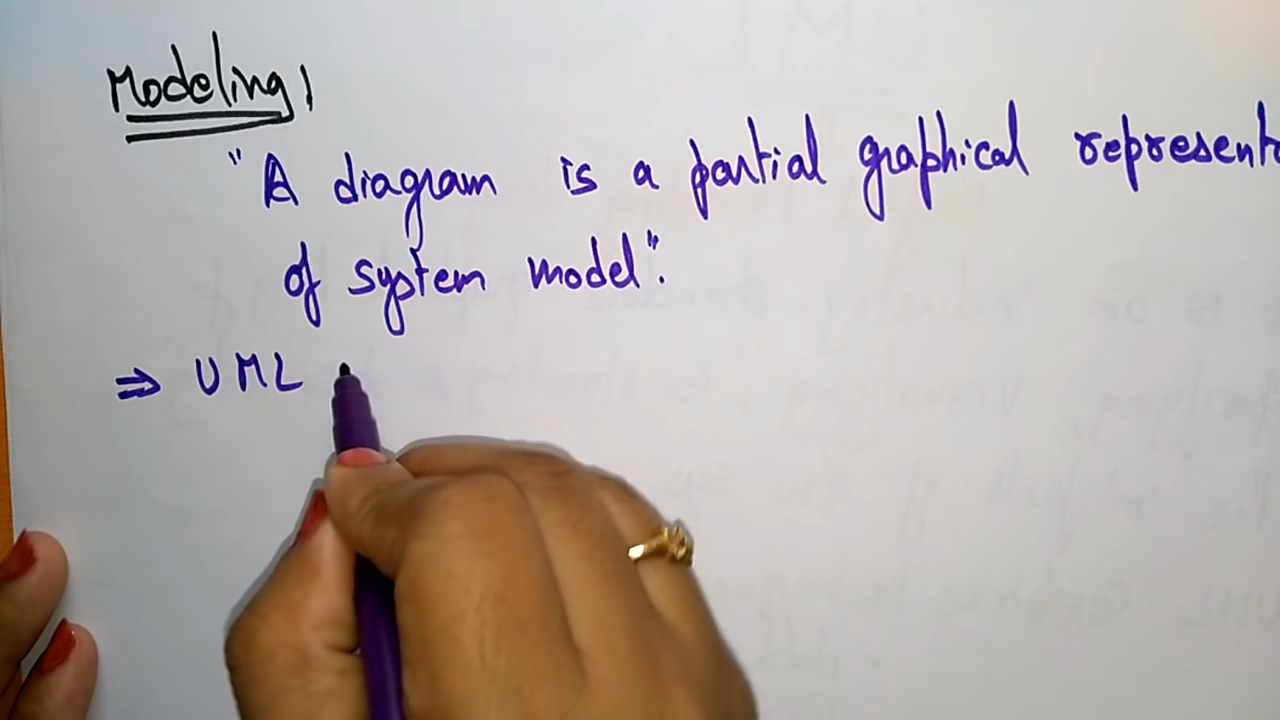 Modeling:
"A diagram is a partial graphical represent
of system model".
⇒ UML